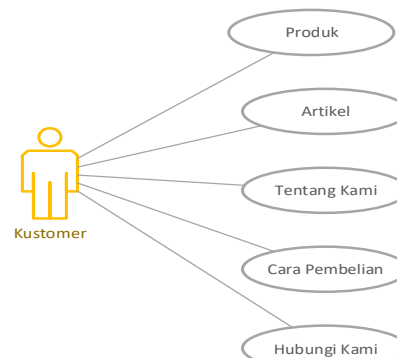 Produk
Artikel
Tentang Kami
Kustomer
Cara Pembelian
Hubungi Kami